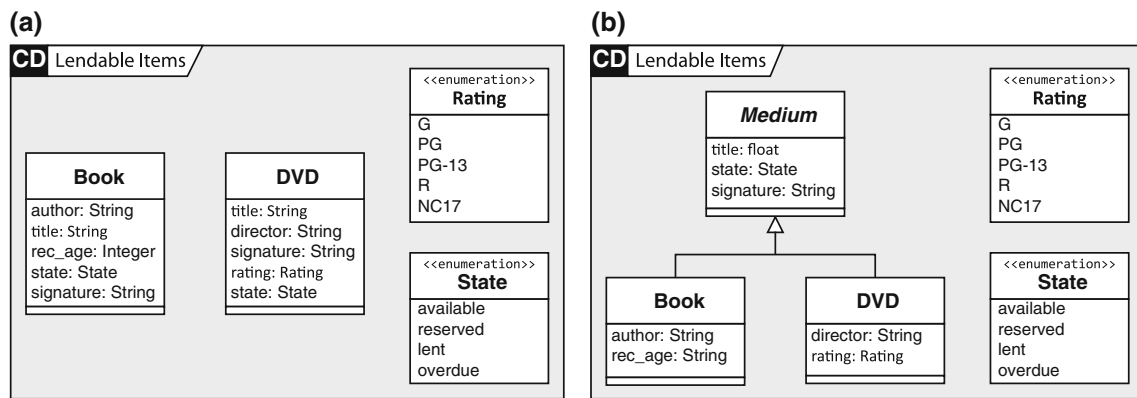 (a)
CD Lendable Items
<<enumeration>>
Rating
G
PG
PG-13
R
NC17
Book
author: String
title: String
rec_age: Integer
state: State
signature: String
DVD
title: String
director: String
signature: String
rating: Rating
state: State
<<enumeration>>
State
available
reserved
lent
overdue
(b)
CD Lendable Items
Medium
title: float
state: State
signature: String
<<enumeration>>
Rating
G
PG
PG-13
R
NC17
Book
author: String
rec_age: String
DVD
director: String
rating: Rating
<<enumeration>>
State
available
reserved
lent
overdue